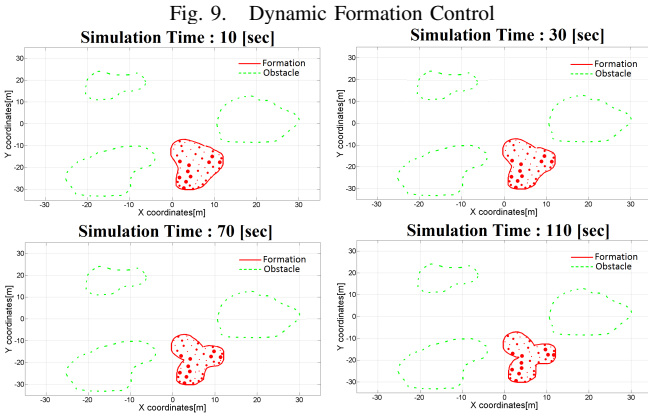 Fig. 9. Dynamic Formation Control
Simulation Time : 10 [sec]
Formation
Obstacle
Y coordinates[m]
30
20
10
0
-10
-20
-30
-30 -20 -10 0 10 20 30
X coordinates[m]
Simulation Time : 30 [sec]
Formation
Obstacle
Y coordinates[m]
30
20
10
0
-10
-20
-30
-30 -20 -10 0 10 20 30
X coordinates[m]
Simulation Time : 70 [sec]
Formation
Obstacle
Y coordinates[m]
30
20
10
0
-10
-20
-30
-30 -20 -10 0 10 20 30
X coordinates[m]
Simulation Time : 110 [sec]
Formation
Obstacle
Y coordinates[m]
30
20
10
0
-10
-20
-30
-30 -20 -10 0 10 20 30
X coordinates[m]